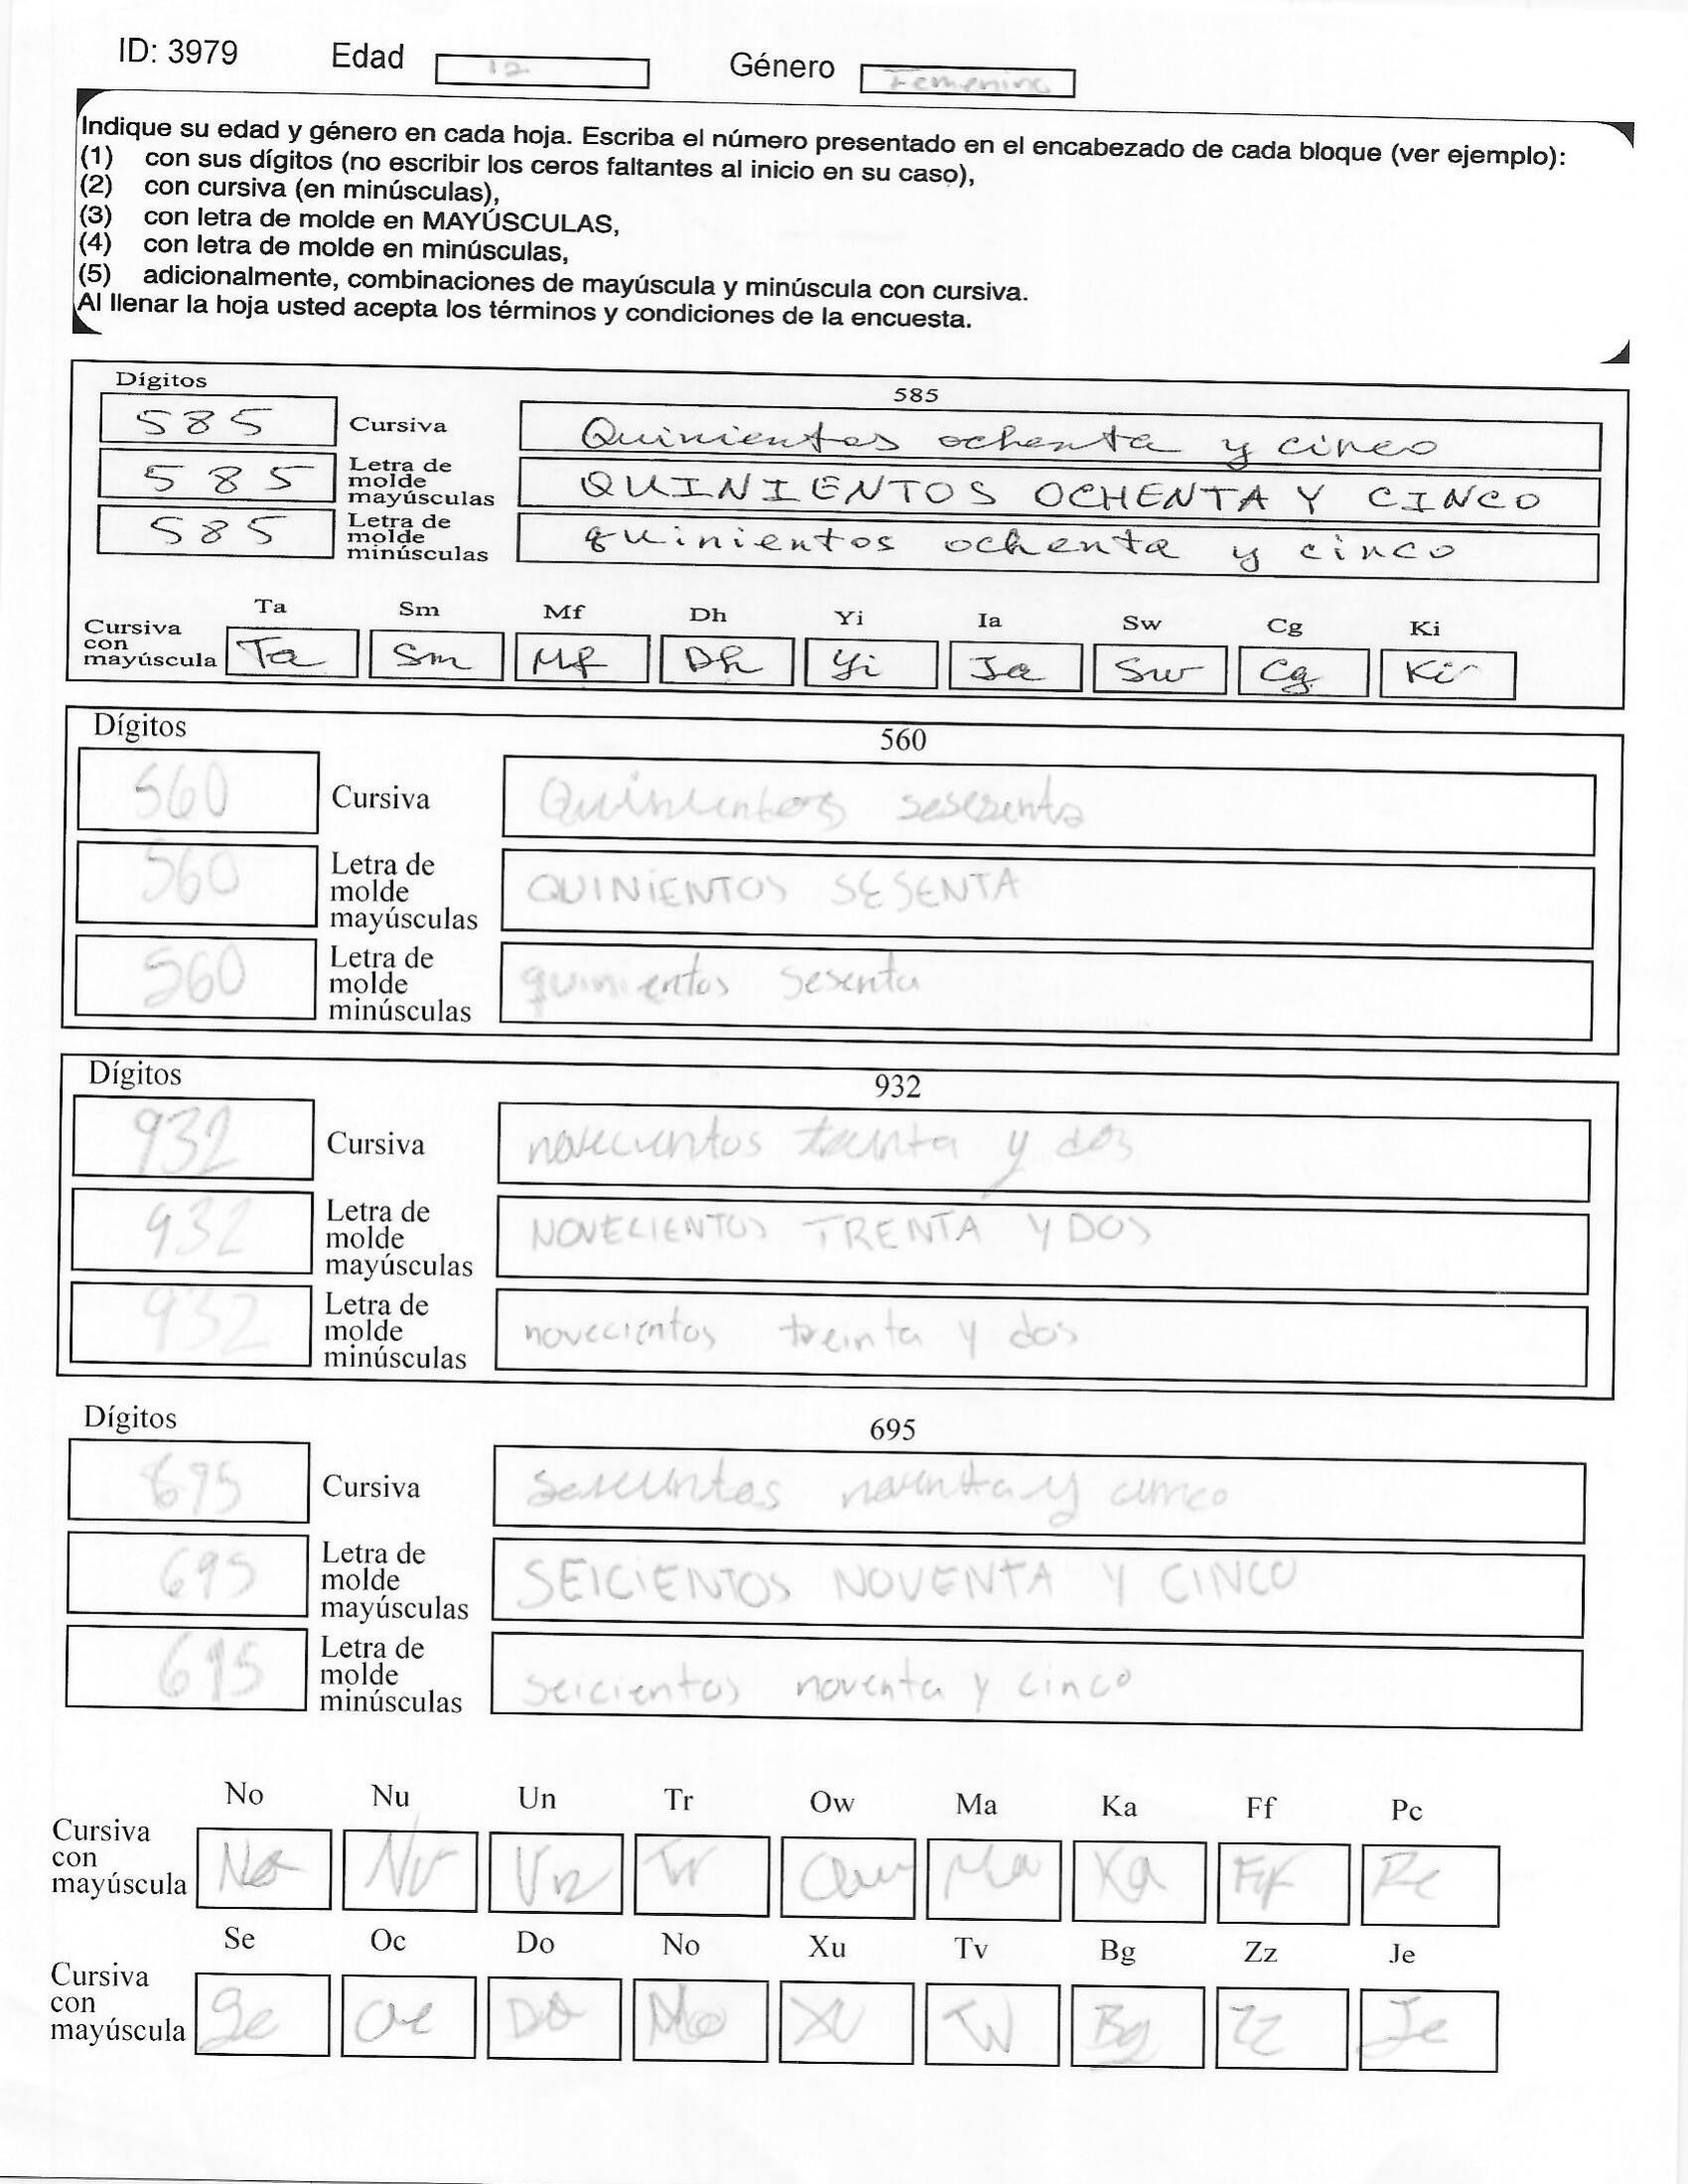 ID: 3979 Edad 12 Género Femenino
Indique su edad y género en cada hoja. Escriba el número presentado en el encabezado de cada bloque (ver ejemplo):
(1) con sus dígitos (no escribir los ceros faltantes al inicio en su caso),
(2) con cursiva (en minúsculas),
(3) con letra de molde en MAYÚSCULAS,
(4) con letra de molde en minúsculas,
(5) adicionalmente, combinaciones de mayúscula y minúscula con cursiva.
Al llenar la hoja usted acepta los términos y condiciones de la encuesta.
Dígitos 585
585 Cursiva Quinientos ochenta y cinco
585 Letra de molde mayúsculas QUINIENTOS OCHENTA Y CINCO
585 Letra de molde minúsculas quinientos ochenta y cinco
Ta Sm Mf Dh Yi Ia Sw Cg Ki
Cursiva con mayúscula Ta Sm Mf Dh Yi Ia Sw Cg Ki
Dígitos 560
560 Cursiva Quinientos
560 Letra de molde mayúsculas QUINIENTOS SESENTA
560 Letra de molde minúsculas quinientos sesenta
Dígitos 932
932 Cursiva novecientos treinta y dos
932 Letra de molde mayúsculas NOVECIENTOS TRENTA Y DOS
932 Letra de molde minúsculas novecientos treinta y dos
Dígitos 695
695 Cursiva noventa y cinco
695 Letra de molde mayúsculas SEICIENTOS NOVENTA Y CINCO
695 Letra de molde minúsculas seicientos noventa y cinco
No Nu Un Tr Ow Ma Ka Ff Pc
Cursiva con mayúscula No Nu Un Tr Ow Ma Ka Ff Pc
Se Oc Do No Xu Tv Bg Zz Je
Cursiva con mayúscula Se Oc Do No Xu Tv Bg Zz Je